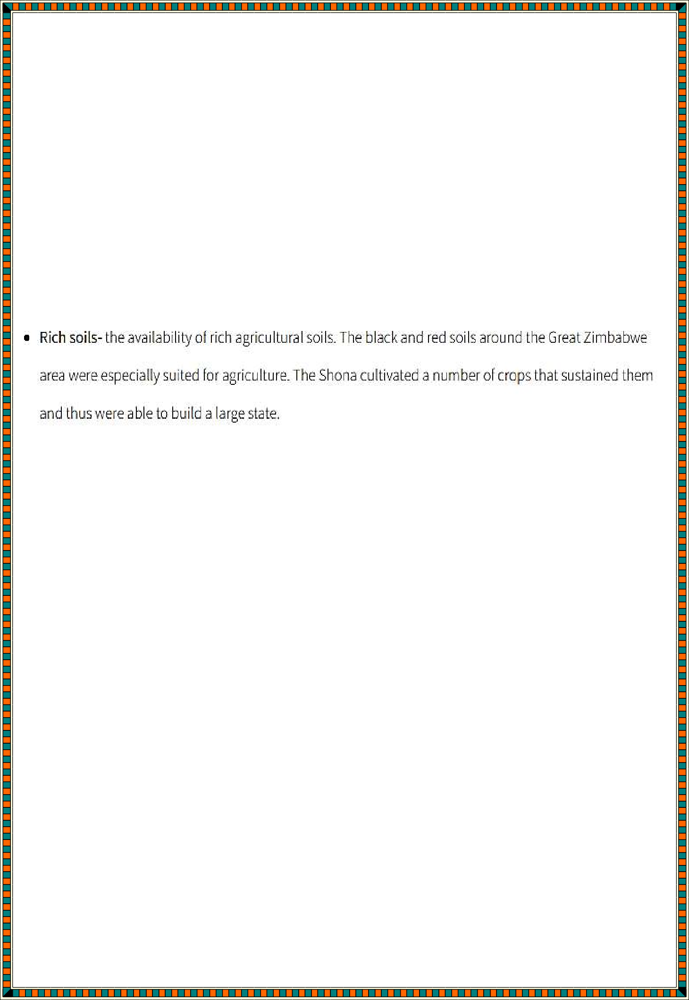 • Rich soils- the availability of rich agricultural soils. The black and red soils around the Great Zimbabwe
area were especially suited for agriculture. The Shona cultivated a number of crops that sustained them
and thus were able to build a large state.